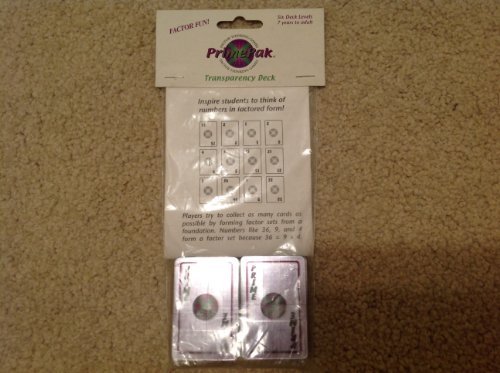 FACTOR FUN!
Six Deck Levels
7 years to adult
PrimePak
Transparency Deck
Inspire students to think of
numbers in factored form!
Players try to collect as many cards as
possible by forming factor sets from a
foundation. Numbers like 36, 9, and 4
form a factor set because 36 = 9 × 4.
PRIME
PRIME
PRIME
PRIME